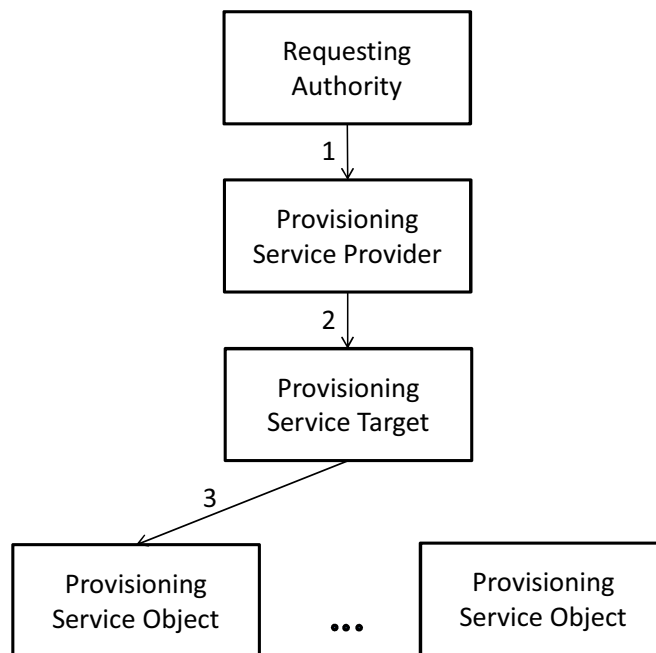 Requesting
Authority
1
Provisioning
Service Provider
2
Provisioning
Service Target
3
Provisioning
Service Object
...
Provisioning
Service Object